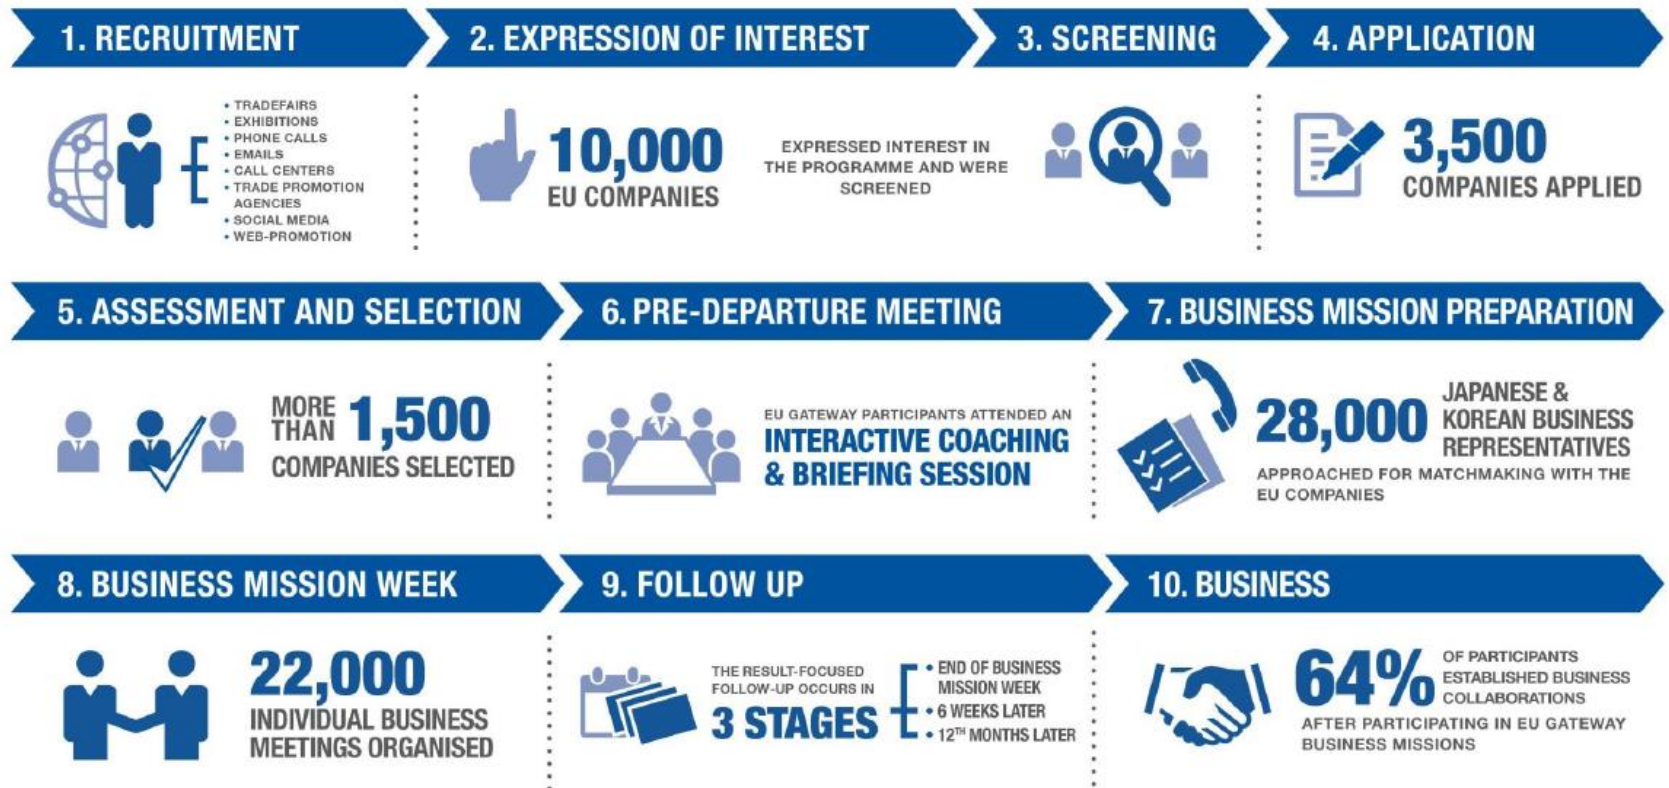 1. RECRUITMENT
2. EXPRESSION OF INTEREST
3. SCREENING
4. APPLICATION
• TRADEFAIRS
• EXHIBITIONS
• PHONE CALLS
• EMAILS
• CALL CENTERS
• TRADE PROMOTION
AGENCIES
• SOCIAL MEDIA
• WEB-PROMOTION
10,000
EU COMPANIES
EXPRESSED INTEREST IN
THE PROGRAMME AND WERE
SCREENED
3,500
COMPANIES APPLIED
5. ASSESSMENT AND SELECTION
6. PRE-DEPARTURE MEETING
7. BUSINESS MISSION PREPARATION
MORE
THAN 1,500
COMPANIES SELECTED
EU GATEWAY PARTICIPANTS ATTENDED AN
INTERACTIVE COACHING
& BRIEFING SESSION
28,000
JAPANESE &
KOREAN BUSINESS
REPRESENTATIVES
APPROACHED FOR MATCHMAKING WITH THE
EU COMPANIES
8. BUSINESS MISSION WEEK
9. FOLLOW UP
10. BUSINESS
22,000
INDIVIDUAL BUSINESS
MEETINGS ORGANISED
THE RESULT-FOCUSED
FOLLOW-UP OCCURS IN
3 STAGES
• END OF BUSINESS
MISSION WEEK
• 6 WEEKS LATER
• 12TH MONTHS LATER
64%
OF PARTICIPANTS
ESTABLISHED BUSINESS
COLLABORATIONS
AFTER PARTICIPATING IN EU GATEWAY
BUSINESS MISSIONS